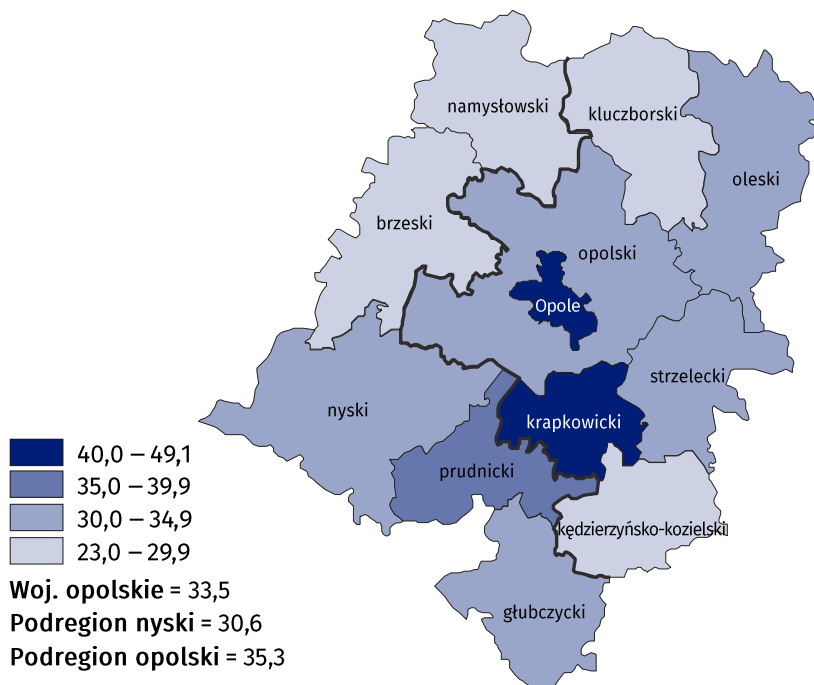 namysłowski
kluczborski
oleski
brzeski
opolski
Opole
strzelecki
nyski
krapkowicki
prudnicki
kędzierzyńsko-kozielski
głubczycki
40,0 – 49,1
35,0 – 39,9
30,0 – 34,9
23,0 – 29,9
Woj. opolskie = 33,5
Podregion nyski = 30,6
Podregion opolski = 35,3